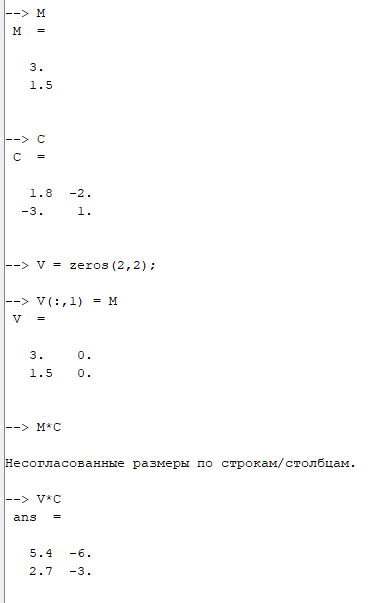 --> M
M =
3.
1.5
--> C
C =
1.8 -2.
-3. 1.
--> V = zeros(2,2);
--> V(:,1) = M
V =
3. 0.
1.5 0.
--> M*C
Несогласованные размеры по строкам/столбцам.
--> V*C
ans =
5.4 -6.
2.7 -3.